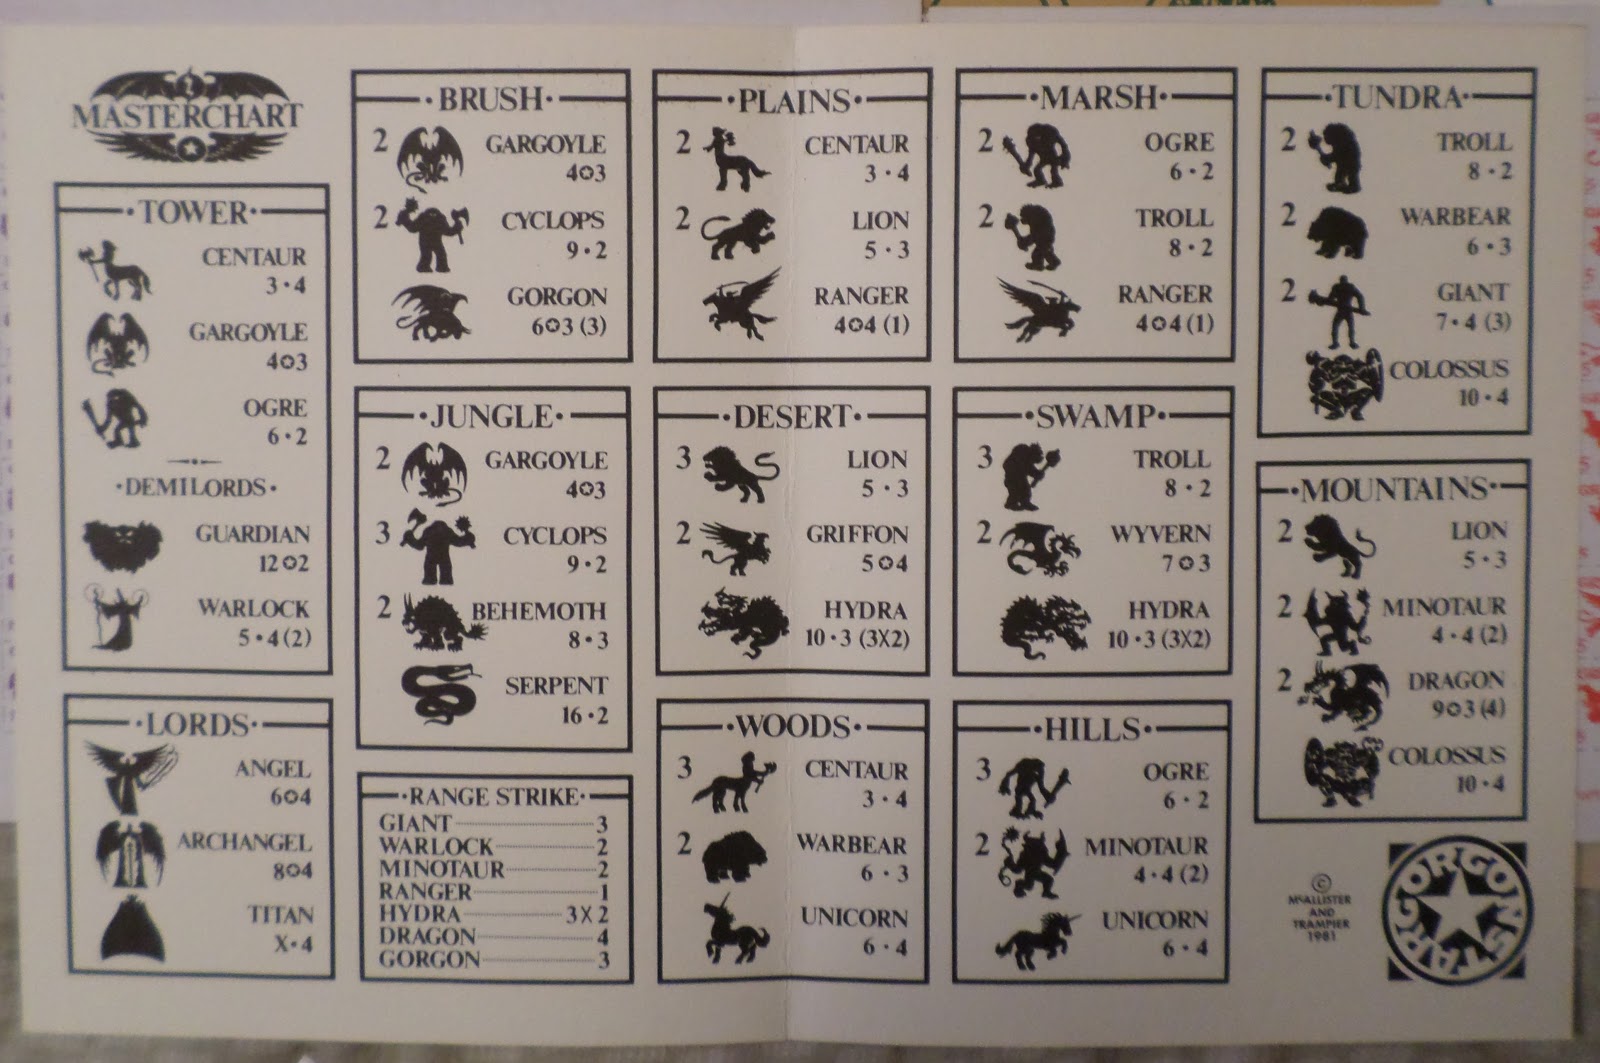 MASTERCHART
·TOWER·
CENTAUR
3·4
GARGOYLE
4✪3
OGRE
6·2
·DEMILORDS·
GUARDIAN
12✪2
WARLOCK
5·4(2)
·LORDS·
ANGEL
6✪4
ARCHANGEL
8✪4
TITAN
X·4
·BRUSH·
2 GARGOYLE
4✪3
2 CYCLOPS
9·2
GORGON
6✪3(3)
·JUNGLE·
2 GARGOYLE
4✪3
3 CYCLOPS
9·2
2 BEHEMOTH
8·3
SERPENT
16·2
·RANGE STRIKE·
GIANT 3
WARLOCK 2
MINOTAUR 2
RANGER 1
HYDRA 3X2
DRAGON 4
GORGON 3
·PLAINS·
2 CENTAUR
3·4
2 LION
5·3
RANGER
4✪4(1)
·DESERT·
3 LION
5·3
2 GRIFFON
5✪4
HYDRA
10·3(3X2)
·WOODS·
3 CENTAUR
3·4
2 WARBEAR
6·3
UNICORN
6·4
·MARSH·
2 OGRE
6·2
2 TROLL
8·2
RANGER
4✪4(1)
·SWAMP·
3 TROLL
8·2
2 WYVERN
7✪3
HYDRA
10·3(3X2)
·HILLS·
3 OGRE
6·2
2 MINOTAUR
4·4(2)
UNICORN
6·4
·TUNDRA·
2 TROLL
8·2
2 WARBEAR
6·3
2 GIANT
7·4(3)
COLOSSUS
10·4
·MOUNTAINS·
2 LION
5·3
2 MINOTAUR
4·4(2)
2 DRAGON
9✪3(4)
COLOSSUS
10·4
©
McALLISTER
AND
TRAMPIER
1981
GORGONSTAR